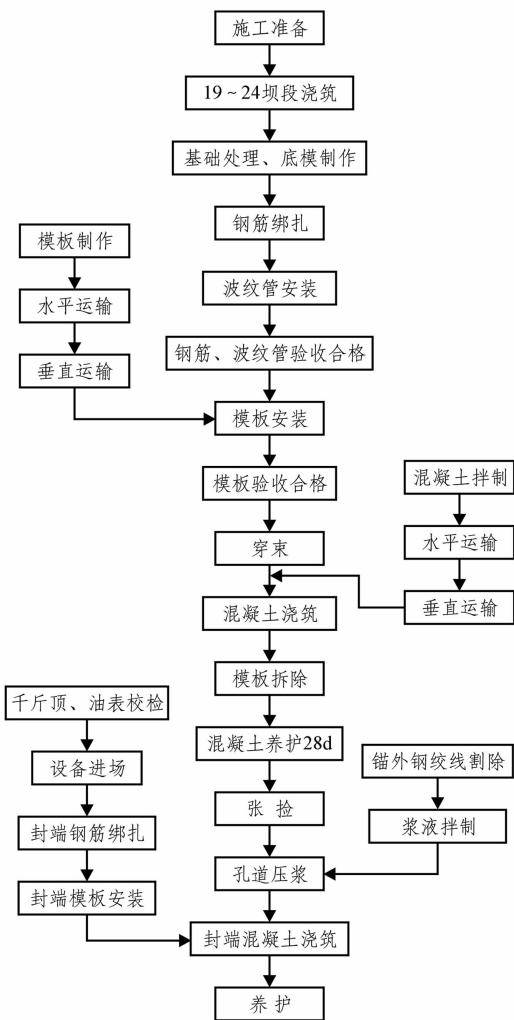 施工准备
19～24坝段浇筑
基础处理、底模制作
钢筋绑扎
波纹管安装
钢筋、波纹管验收合格
模板制作
水平运输
垂直运输
模板安装
模板验收合格
穿束
混凝土拌制
水平运输
垂直运输
混凝土浇筑
模板拆除
混凝土养护28d
张 捡
千斤顶、油表校检
设备进场
封端钢筋绑扎
封端模板安装
锚外钢绞线割除
浆液拌制
孔道压浆
封端混凝土浇筑
养 护